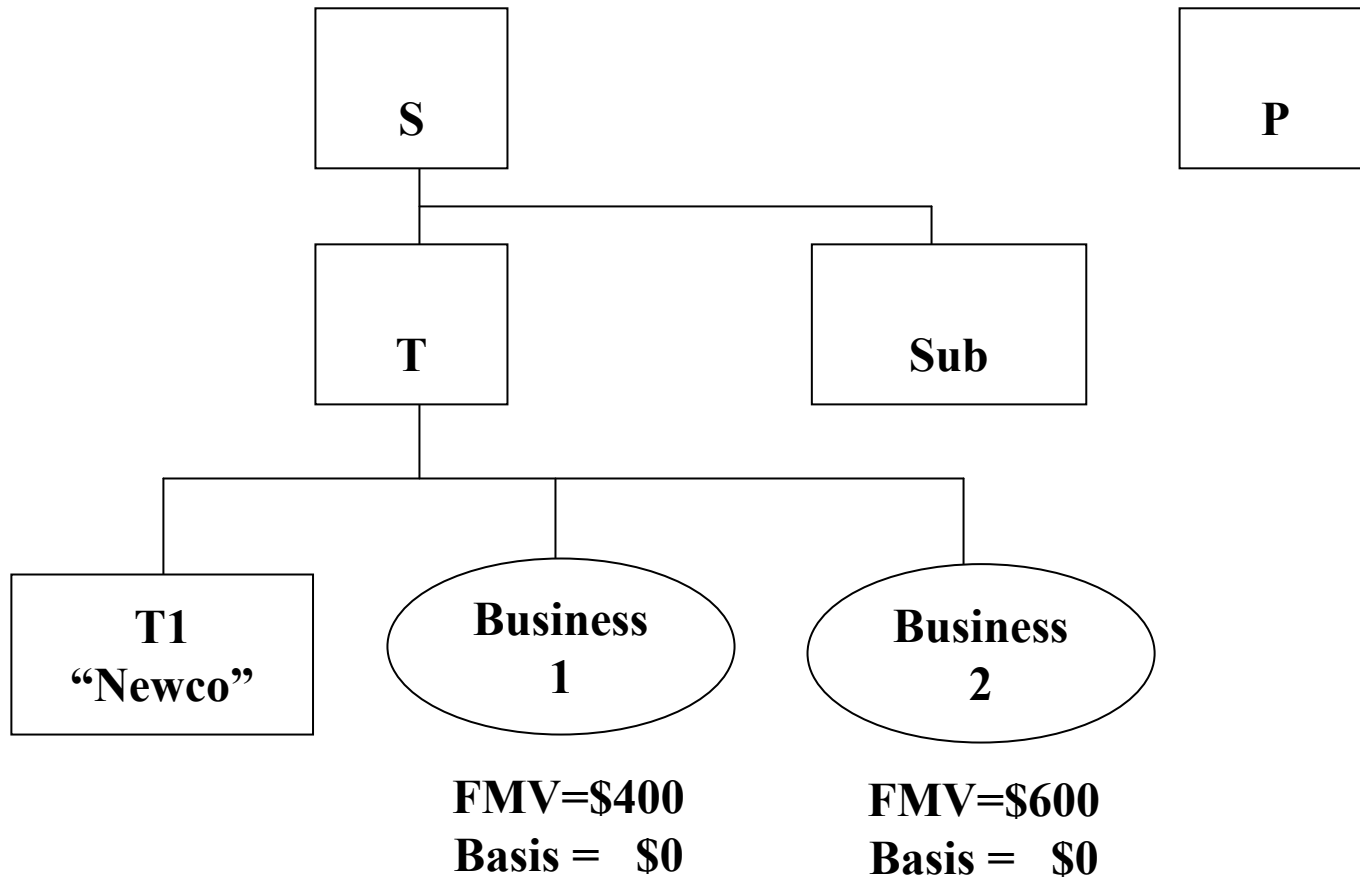 S
P
T
Sub
T1
“Newco”
Business
1
Business
2
FMV=$400
Basis = $0
FMV=$600
Basis = $0